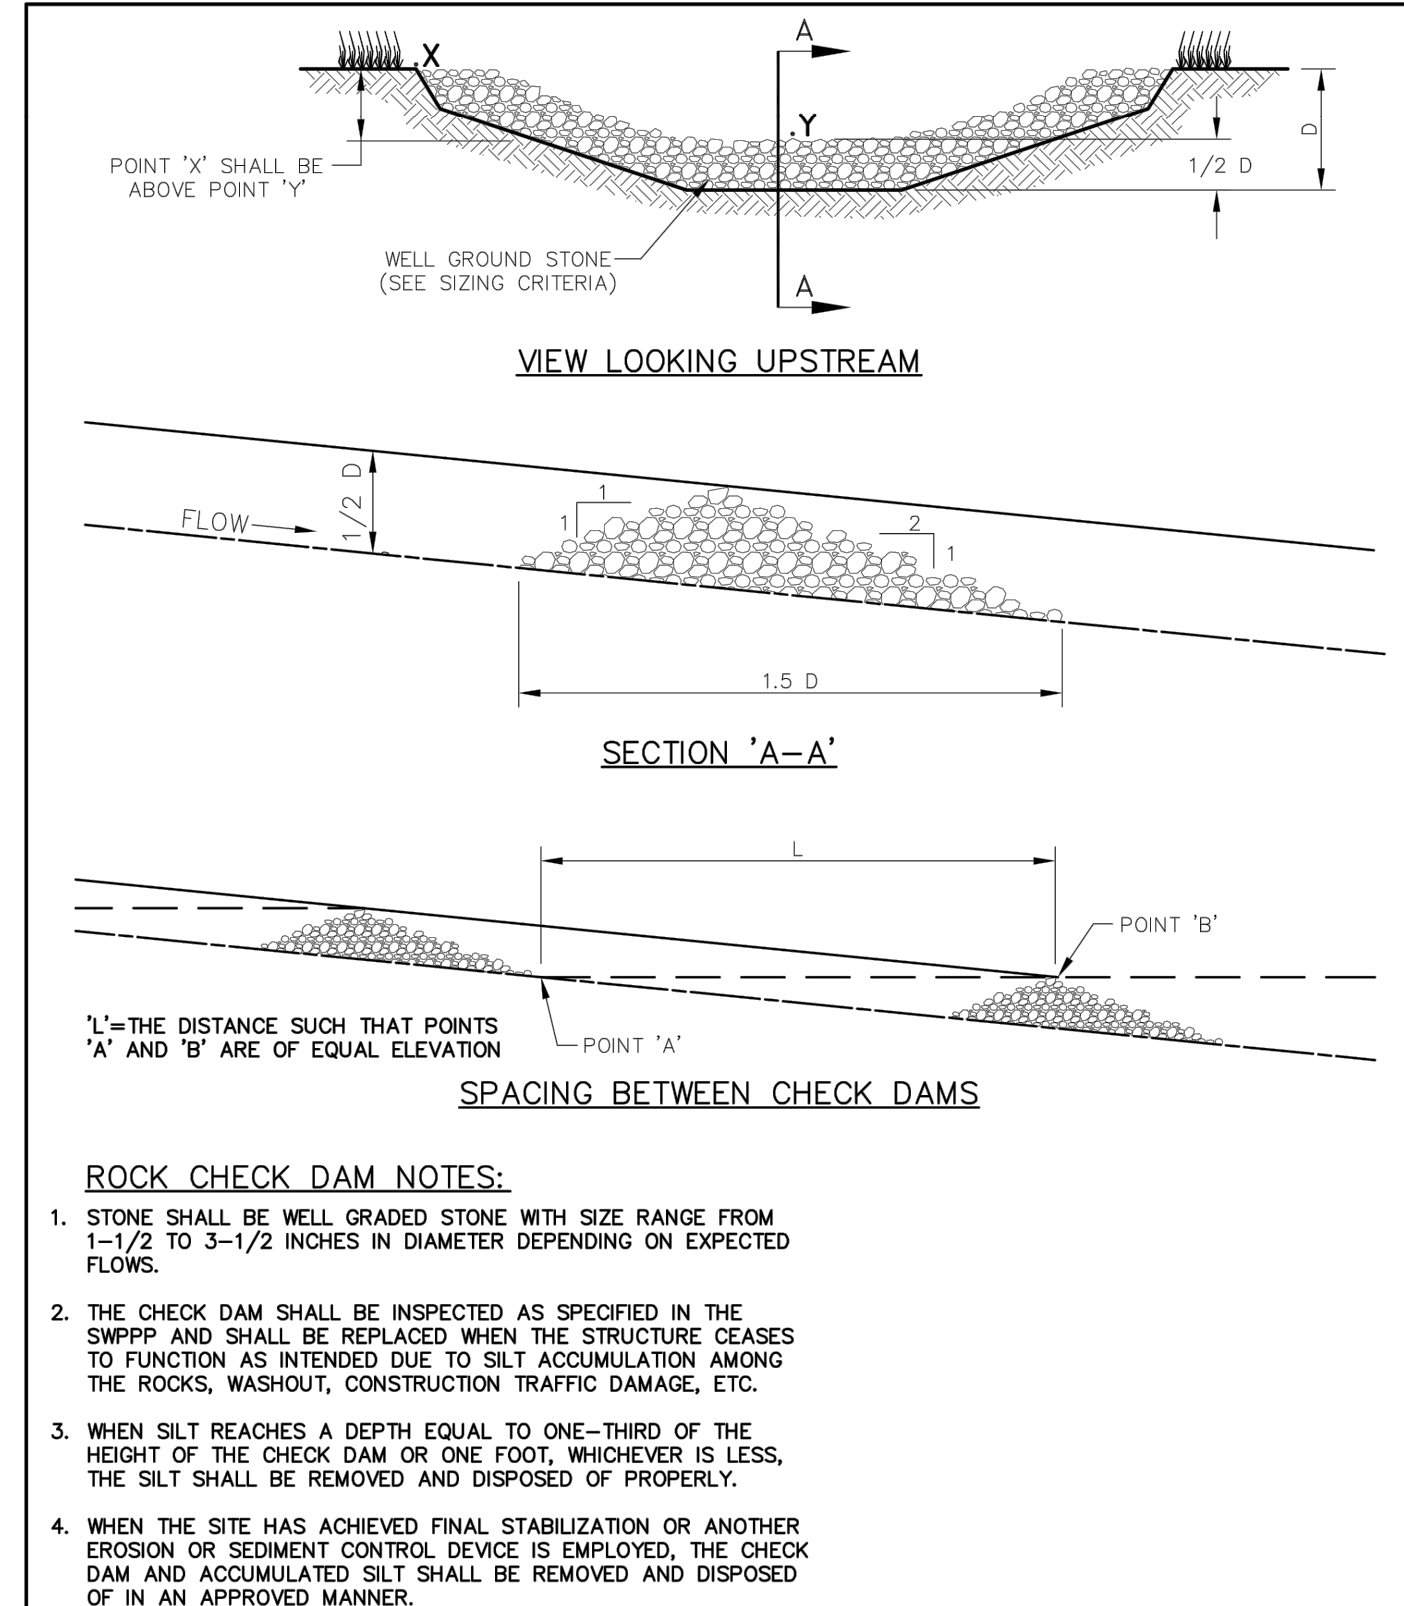 A
.X
.Y
D
1/2 D
POINT 'X' SHALL BE
ABOVE POINT 'Y'
WELL GROUND STONE
(SEE SIZING CRITERIA)
A
VIEW LOOKING UPSTREAM
1/2 D
FLOW
1
1
2
1
1.5 D
SECTION 'A-A'
L
POINT 'B'
'L'=THE DISTANCE SUCH THAT POINTS
'A' AND 'B' ARE OF EQUAL ELEVATION
POINT 'A'
SPACING BETWEEN CHECK DAMS
ROCK CHECK DAM NOTES:
1. STONE SHALL BE WELL GRADED STONE WITH SIZE RANGE FROM
1-1/2 TO 3-1/2 INCHES IN DIAMETER DEPENDING ON EXPECTED
FLOWS.
2. THE CHECK DAM SHALL BE INSPECTED AS SPECIFIED IN THE
SWPPP AND SHALL BE REPLACED WHEN THE STRUCTURE CEASES
TO FUNCTION AS INTENDED DUE TO SILT ACCUMULATION AMONG
THE ROCKS, WASHOUT, CONSTRUCTION TRAFFIC DAMAGE, ETC.
3. WHEN SILT REACHES A DEPTH EQUAL TO ONE-THIRD OF THE
HEIGHT OF THE CHECK DAM OR ONE FOOT, WHICHEVER IS LESS,
THE SILT SHALL BE REMOVED AND DISPOSED OF PROPERLY.
4. WHEN THE SITE HAS ACHIEVED FINAL STABILIZATION OR ANOTHER
EROSION OR SEDIMENT CONTROL DEVICE IS EMPLOYED, THE CHECK
DAM AND ACCUMULATED SILT SHALL BE REMOVED AND DISPOSED
OF IN AN APPROVED MANNER.